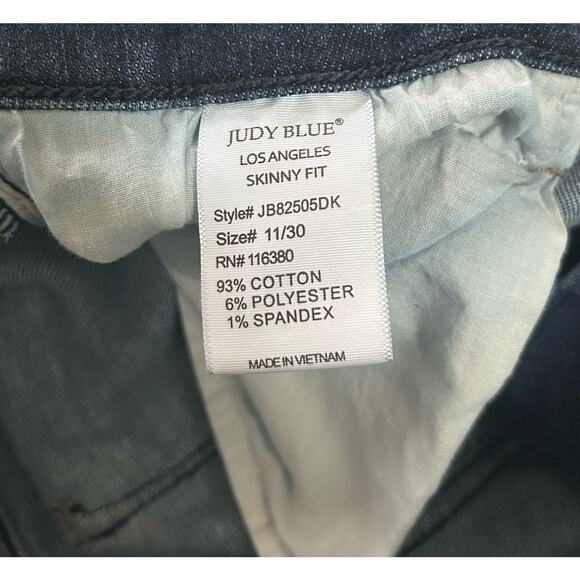 JUDY BLUE®
LOS ANGELES
SKINNY FIT
Style# JB82505DK
Size# 11/30
RN# 116380
93% COTTON
6% POLYESTER
1% SPANDEX
MADE IN VIETNAM